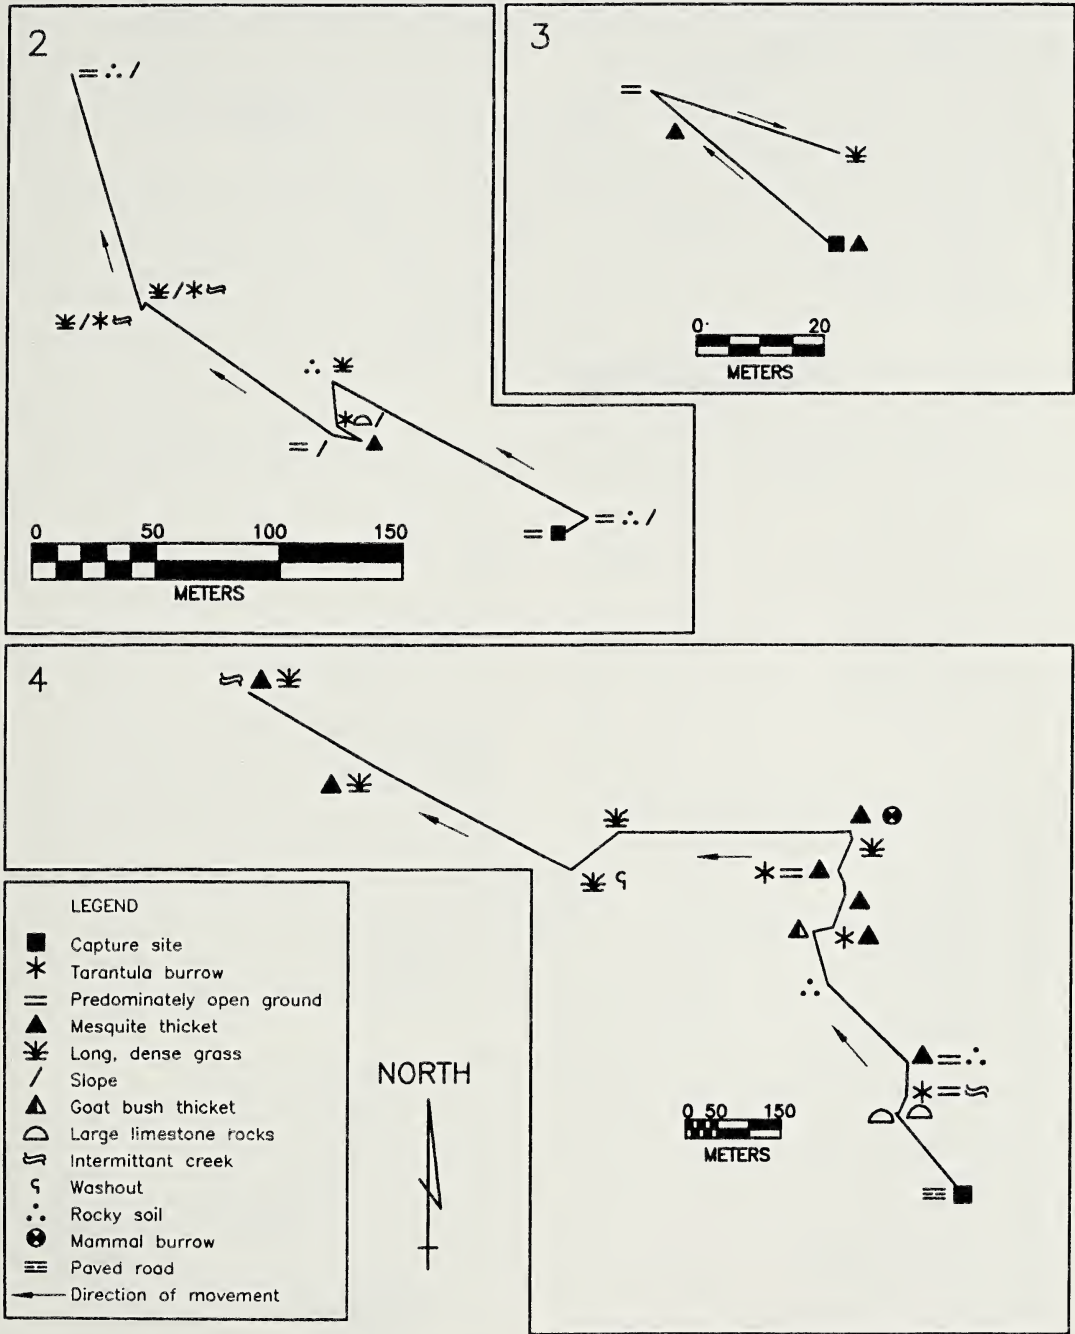 2
3
0 20
METERS
0 50 100 150
METERS
4
LEGEND
Capture site
Tarantula burrow
Predominately open ground
Mesquite thicket
Long, dense grass
Slope
Goat bush thicket
Large limestone rocks
Intermittant creek
Washout
Rocky soil
Mammal burrow
Paved road
Direction of movement
NORTH
0 50 150
METERS